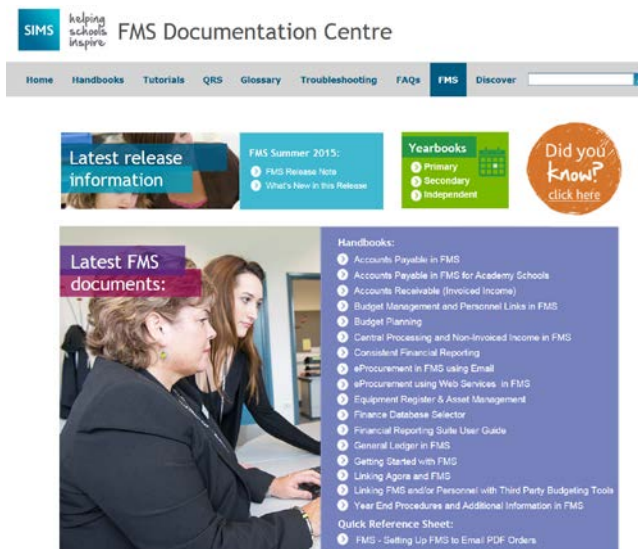 SIMS
helping
schools
inspire
FMS Documentation Centre
Home Handbooks Tutorials QRS Glossary Troubleshooting FAQs FMS Discover
Latest release
information
FMS Summer 2015:
FMS Release Note
What's New in this Release
Yearbooks
Primary
Secondary
Independent
Did you
know?
click here
Latest FMS
documents:
Handbooks:
Accounts Payable in FMS
Accounts Payable in FMS for Academy Schools
Accounts Receivable (Invoiced Income)
Budget Management and Personnel Links in FMS
Budget Planning
Central Processing and Non-Invoiced Income in FMS
Consistent Financial Reporting
eProcurement in FMS using Email
eProcurement using Web Services in FMS
Equipment Register & Asset Management
Finance Database Selector
Financial Reporting Suite User Guide
General Ledger in FMS
Getting Started with FMS
Linking Agora and FMS
Linking FMS and/or Personnel with Third Party Budgeting Tools
Year End Procedures and Additional Information in FMS
Quick Reference Sheet:
FMS - Setting Up FMS to Email PDF Orders